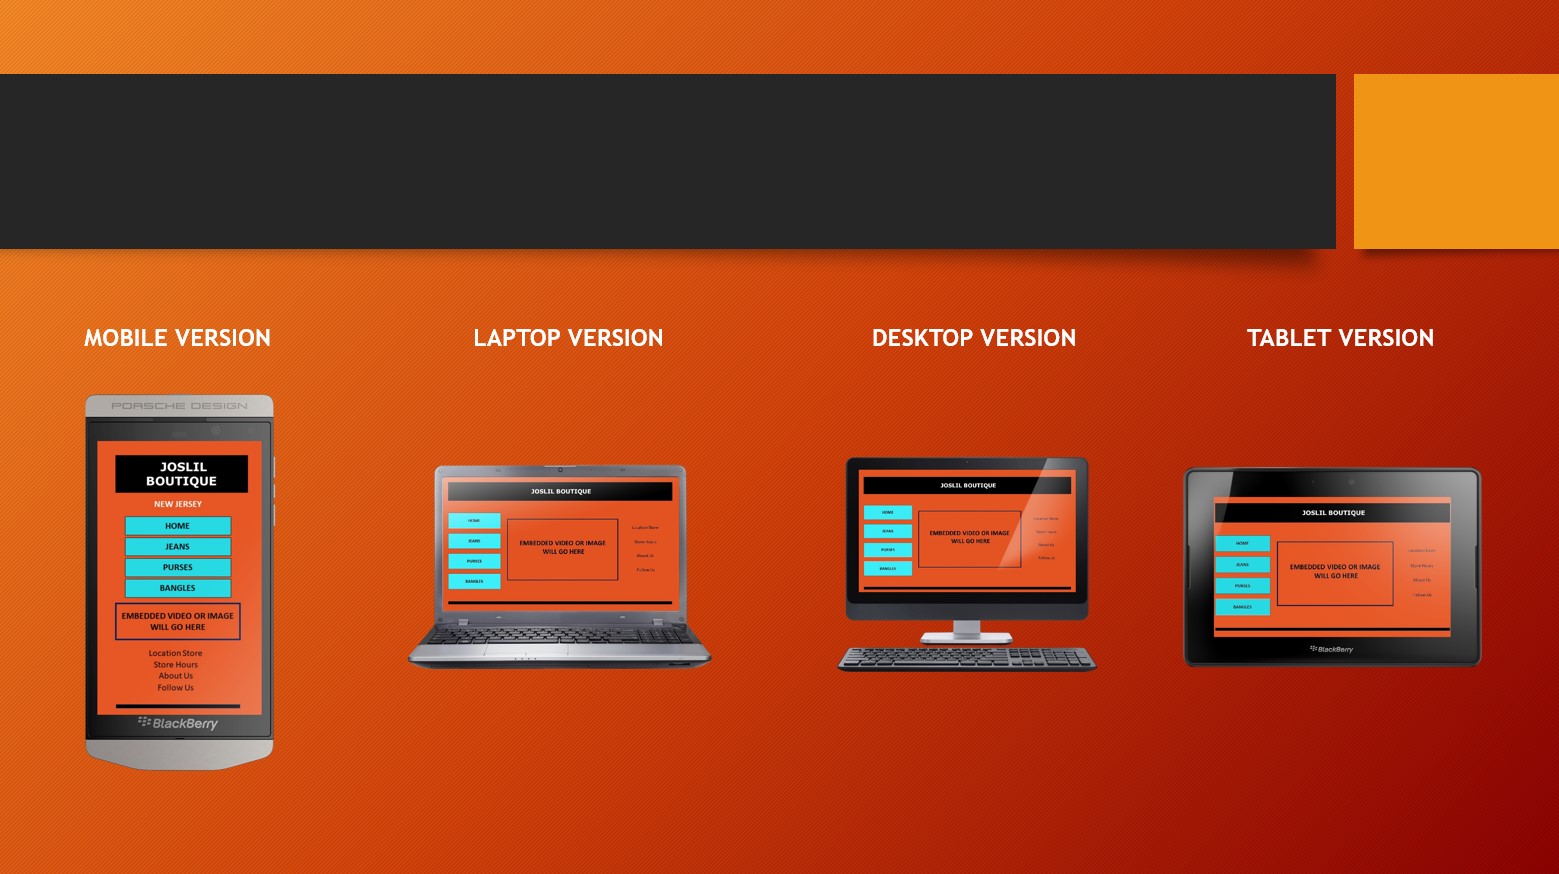 MOBILE VERSION
LAPTOP VERSION
DESKTOP VERSION
TABLET VERSION
PORSCHE DESIGN
JOSLIL
BOUTIQUE
NEW JERSEY
HOME
JEANS
PURSES
BANGLES
EMBEDDED VIDEO OR IMAGE
WILL GO HERE
Location Store
Store Hours
About Us
Follow Us
BlackBerry
JOSLIL BOUTIQUE
HOME
JEANS
PURSES
BANGLES
EMBEDDED VIDEO OR IMAGE
WILL GO HERE
Location Store
Store Hours
About Us
Follow Us
JOSLIL BOUTIQUE
HOME
JEANS
PURSES
BANGLES
EMBEDDED VIDEO OR IMAGE
WILL GO HERE
Location Store
Store Hours
About Us
Follow Us
JOSLIL BOUTIQUE
HOME
JEANS
PURSES
BANGLES
EMBEDDED VIDEO OR IMAGE
WILL GO HERE
Location Store
Store Hours
About Us
Follow Us
BlackBerry